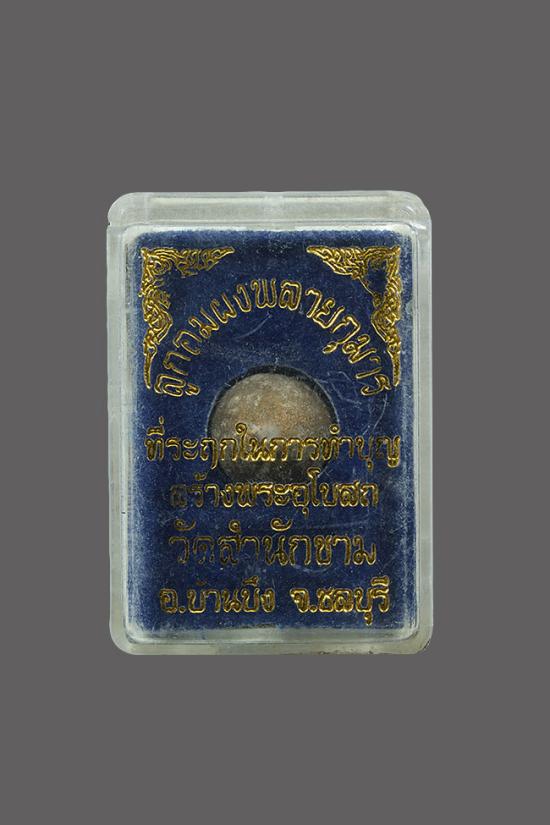 ลูกอมผงพลายกุมาร
ที่ระฤกในการทำบุญ
สร้างพระอุโบสถ
วัดสำนักชาม
อ.บ้านบึง จ.ชลบุรี